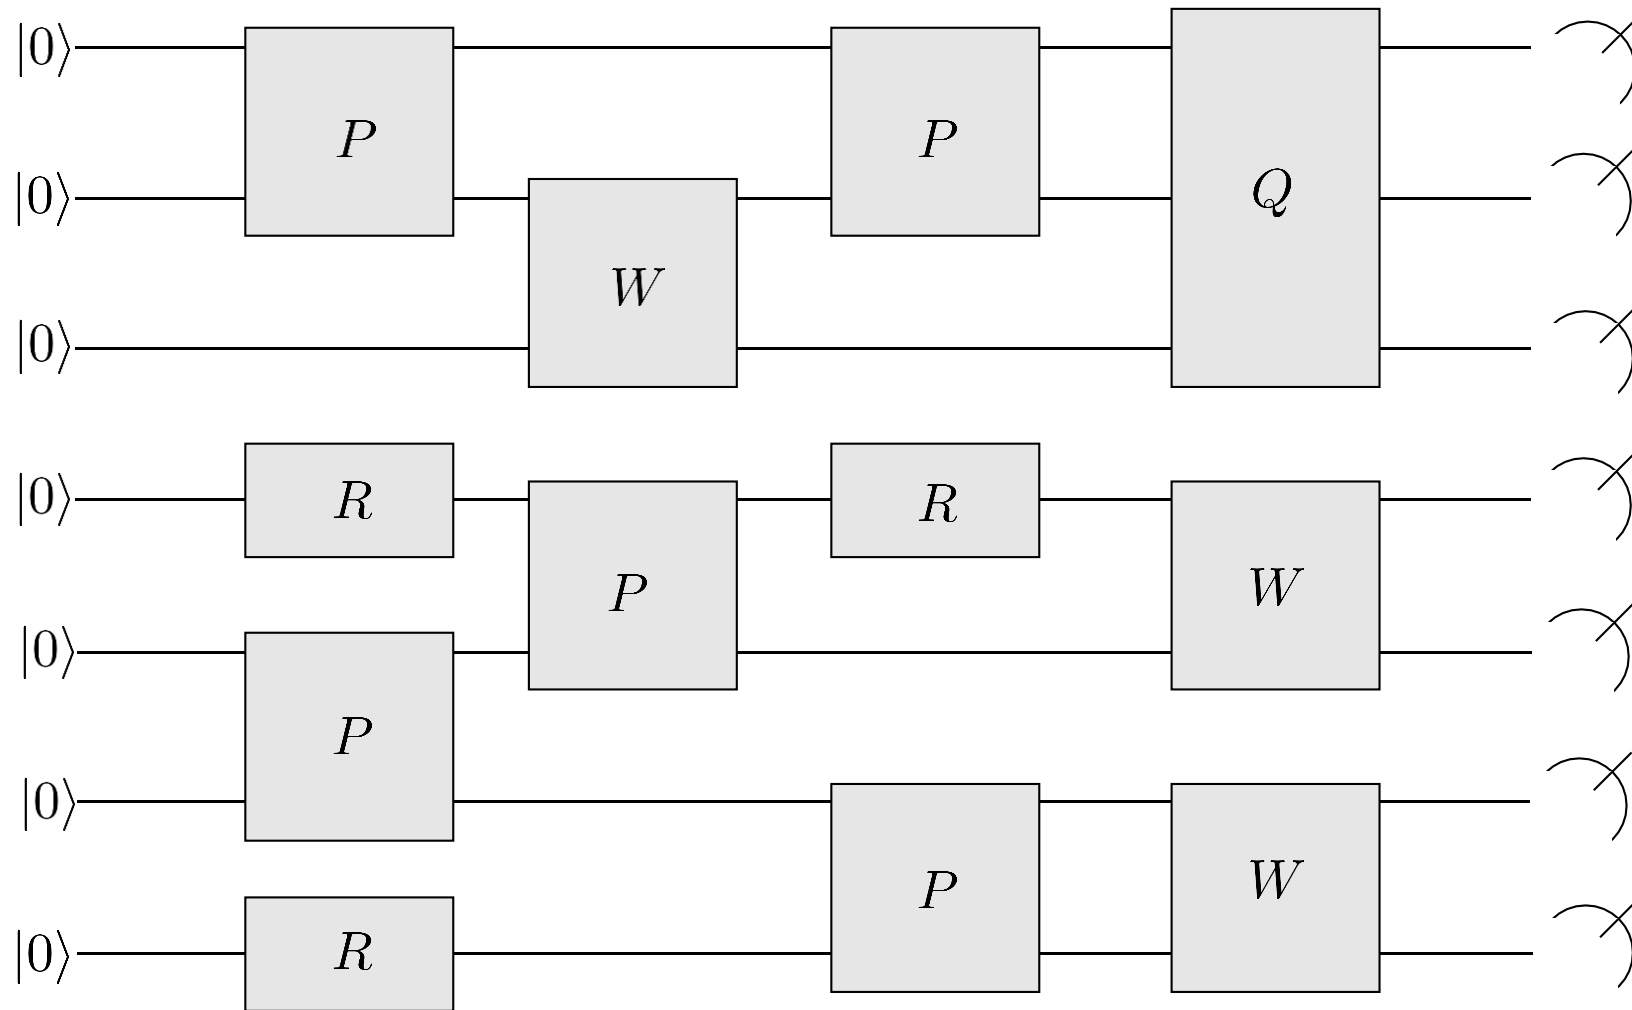 |0⟩ P P Q
|0⟩ W
|0⟩
|0⟩ R P R W
|0⟩ P
|0⟩ P W
|0⟩ R